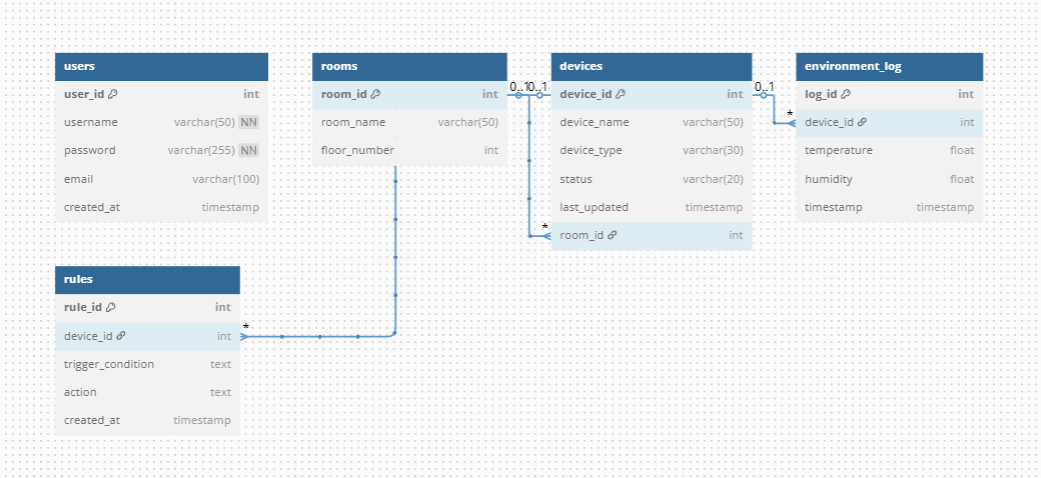 users
user_id int
username varchar(50) NN
password varchar(255) NN
email varchar(100)
created_at timestamp
rooms
room_id int
room_name varchar(50)
floor_number int
0..1 0..1
*
devices
device_id int
device_name varchar(50)
device_type varchar(30)
status varchar(20)
last_updated timestamp
room_id int
0..1
*
environment_log
log_id int
device_id int
temperature float
humidity float
timestamp timestamp
rules
rule_id int
device_id int
*
trigger_condition text
action text
created_at timestamp